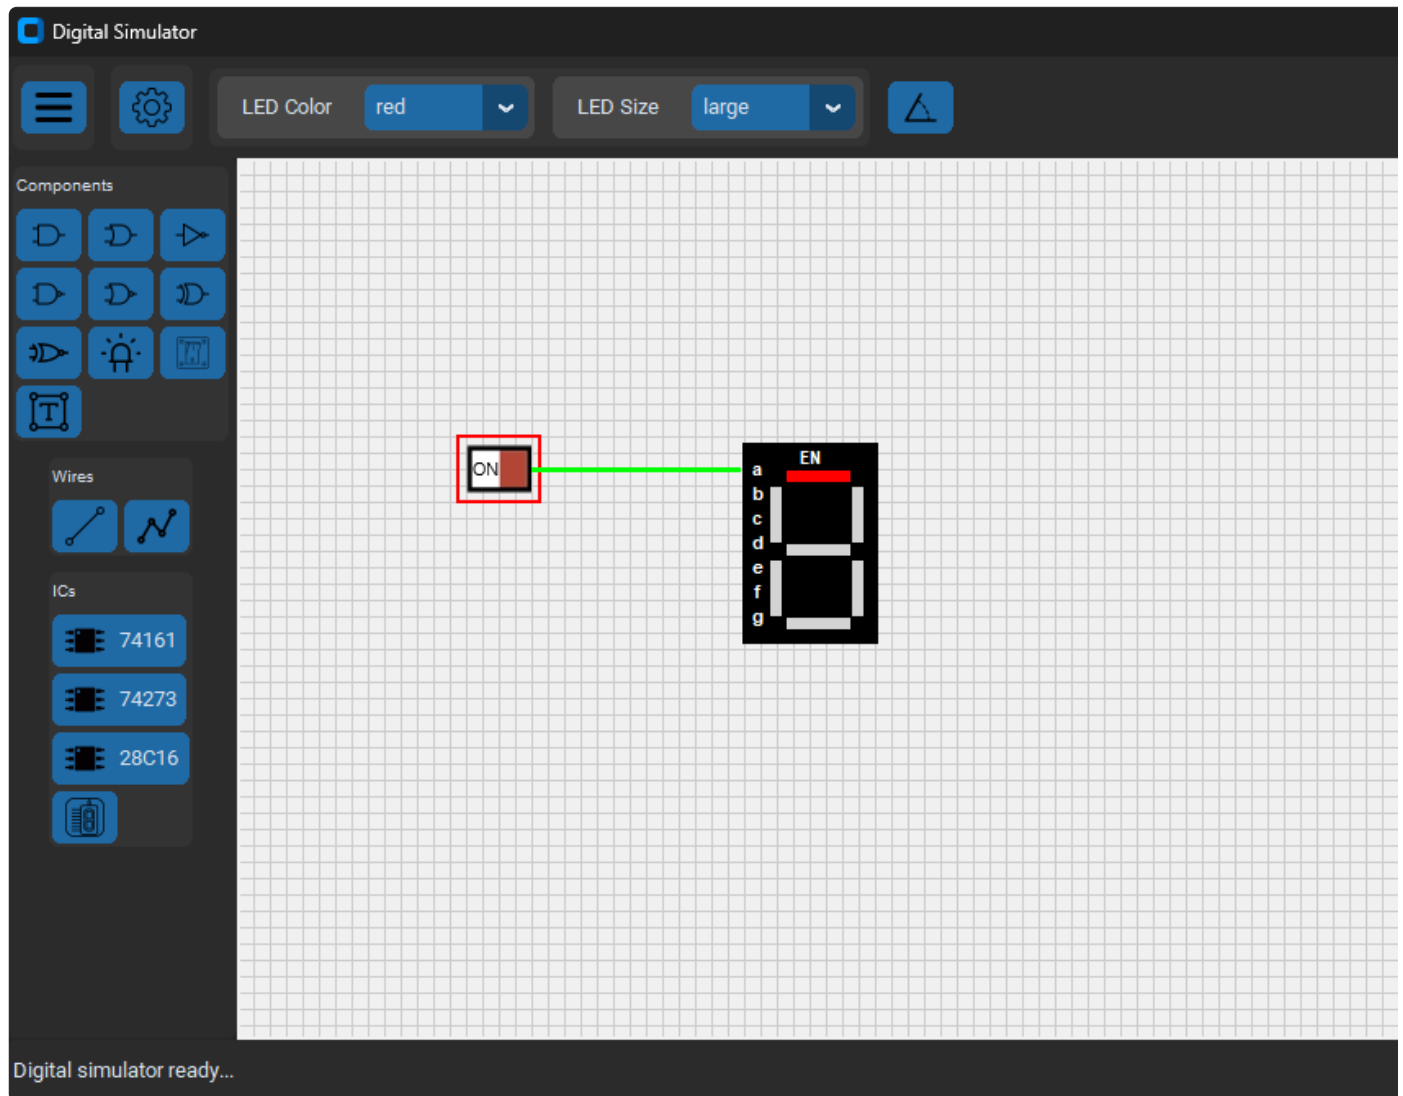 Digital Simulator
LED Color red LED Size large
Components
T
Wires
ICs
74161
74273
28C16
ON
EN
a
b
c
d
e
f
g
Digital simulator ready...